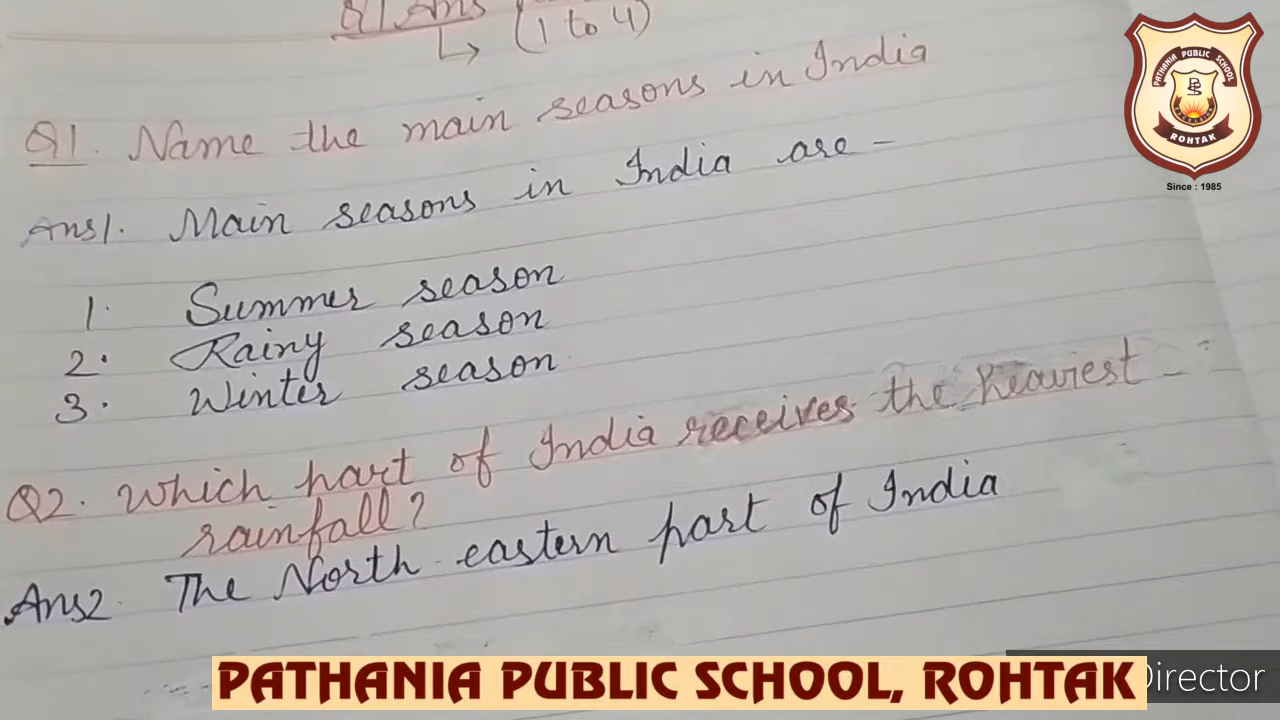 Q/Ans
↳ (1 to 4)
Q1. Name the main seasons in India
Ans1. Main seasons in India are -
1. Summer season
2. Rainy season
3. Winter season
Q2. Which part of India receives the heaviest -
rainfall?
Ans2. The North eastern part of India
PATHANIA PUBLIC SCHOOL
PPS
ROHTAK
Since : 1985
PATHANIA PUBLIC SCHOOL, ROHTAK
Director